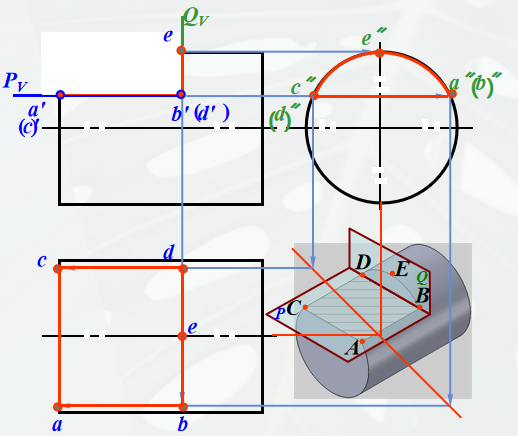 Q_V
e
e″
P_V
a′
(c)′
b′ (d′)
c″
(d)″
a″(b)″
c
d
e
a
b
D
E
Q
P
C
B
A